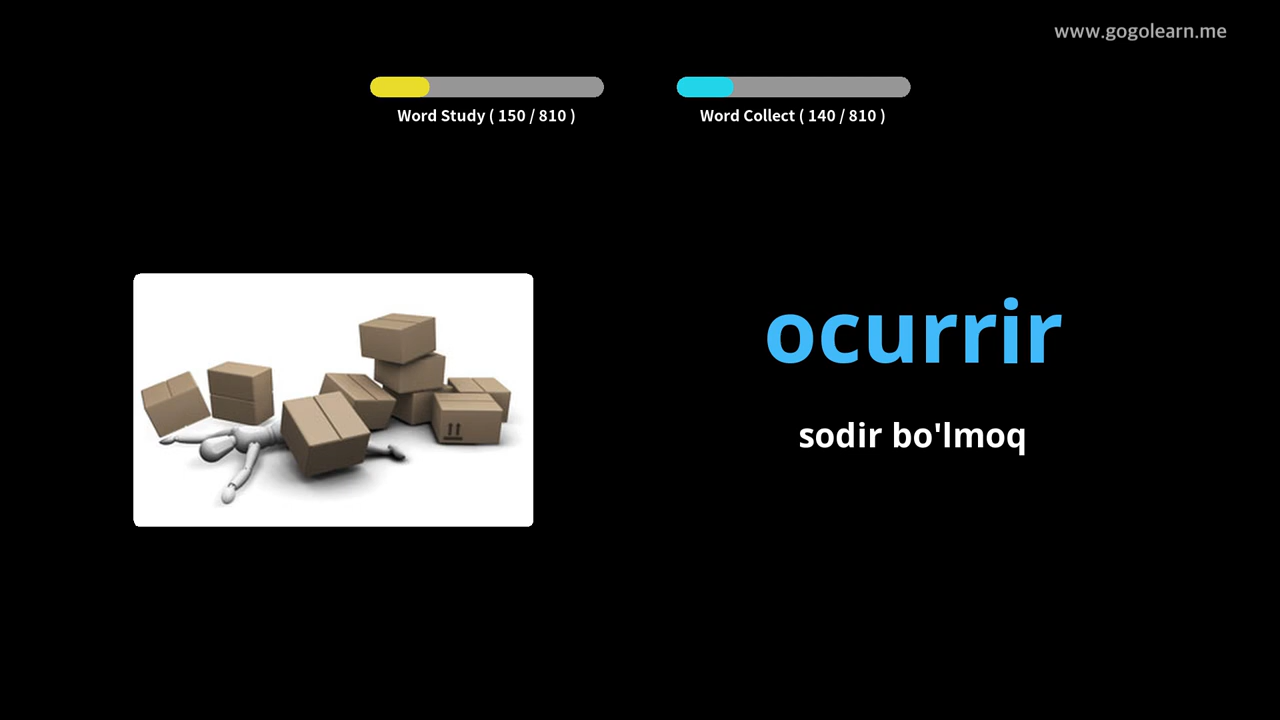 www.gogolearn.me
Word Study ( 150 / 810 )
Word Collect ( 140 / 810 )
ocurrir
sodir bo'lmoq